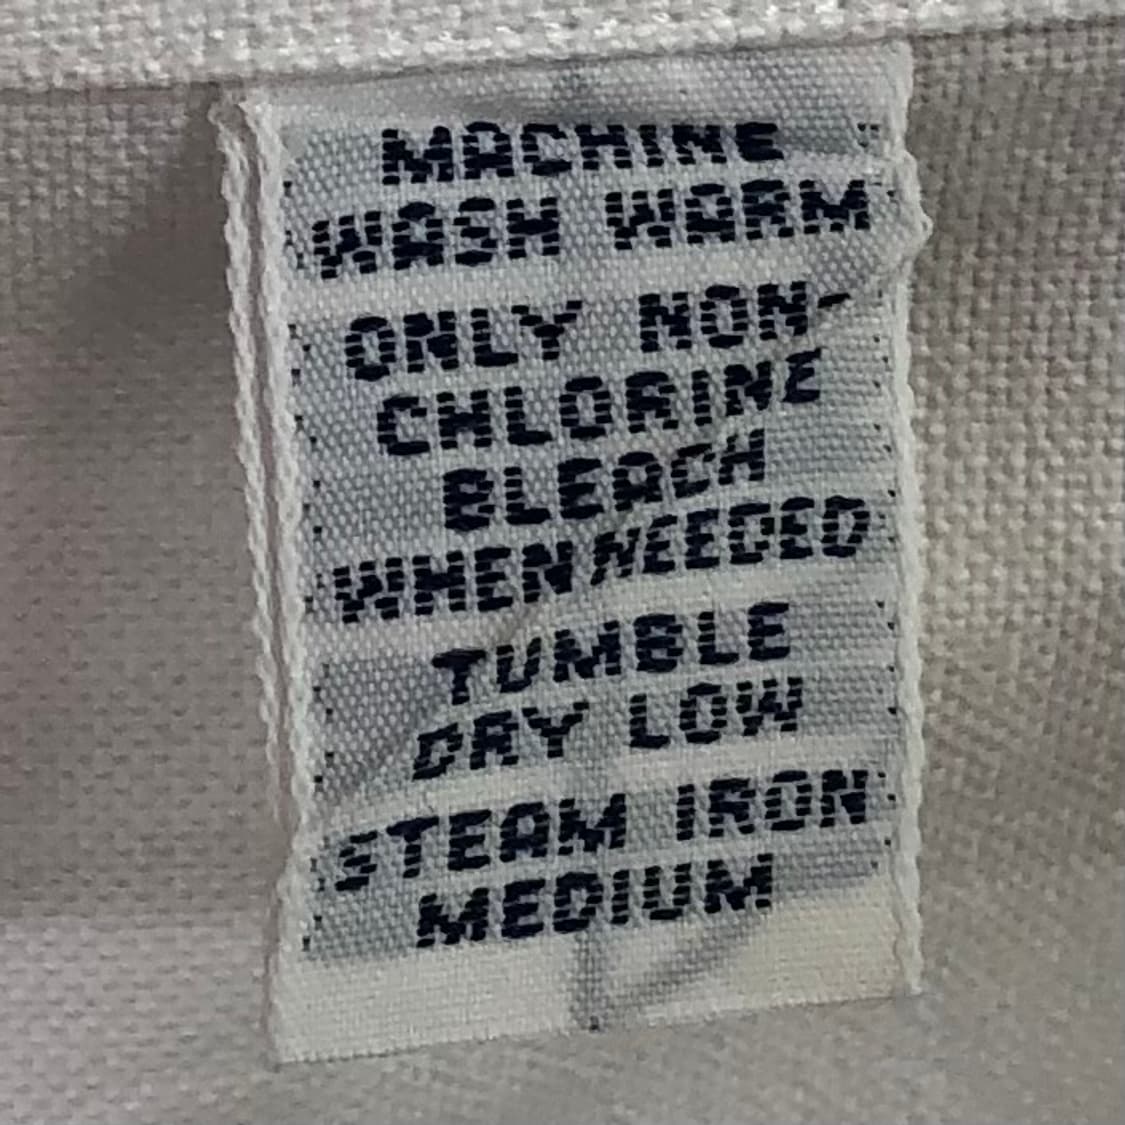 MACHINE
WASH WARM
ONLY NON-
CHLORINE
BLEACH
WHEN NEEDED
TUMBLE
DRY LOW
STEAM IRON
MEDIUM